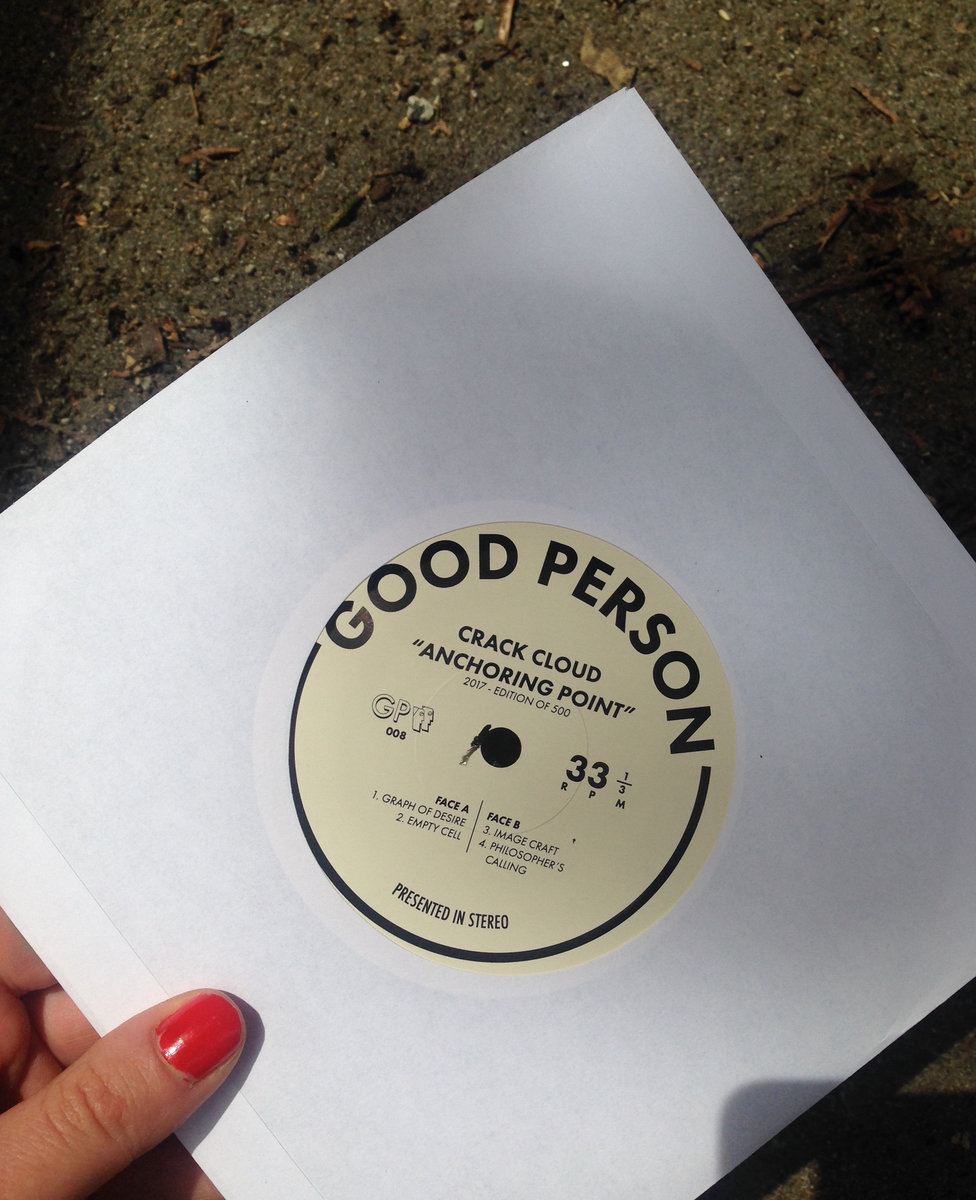 GOOD PERSON
CRACK CLOUD
“ANCHORING POINT”
2017 - EDITION OF 500
GP
008
33 1/3
R P M
FACE A
1. GRAPH OF DESIRE
2. EMPTY CELL
FACE B
3. IMAGE CRAFT
4. PHILOSOPHER'S
CALLING
PRESENTED IN STEREO